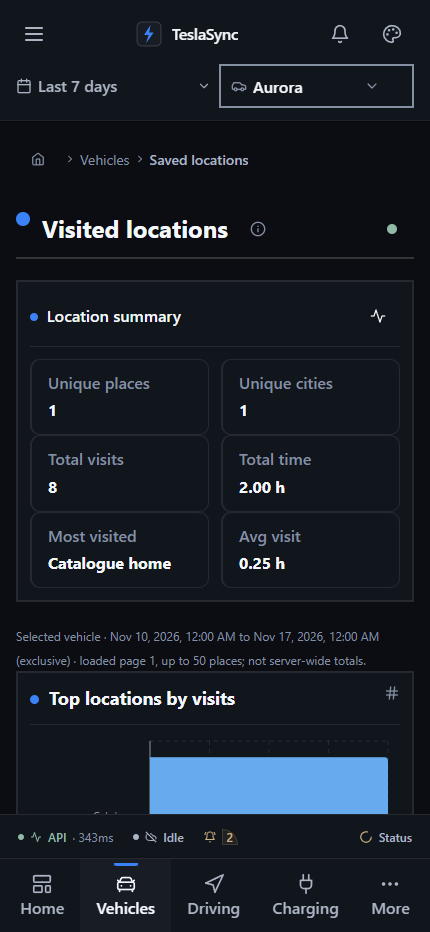 TeslaSync
Last 7 days
Aurora
Vehicles
Saved locations
Visited locations
Location summary
Unique places
1
Unique cities
1
Total visits
8
Total time
2.00 h
Most visited
Catalogue home
Avg visit
0.25 h
Selected vehicle · Nov 10, 2026, 12:00 AM to Nov 17, 2026, 12:00 AM
(exclusive) · loaded page 1, up to 50 places; not server-wide totals.
Top locations by visits
#
API · 343ms
Idle
2
Status
Home
Vehicles
Driving
Charging
More